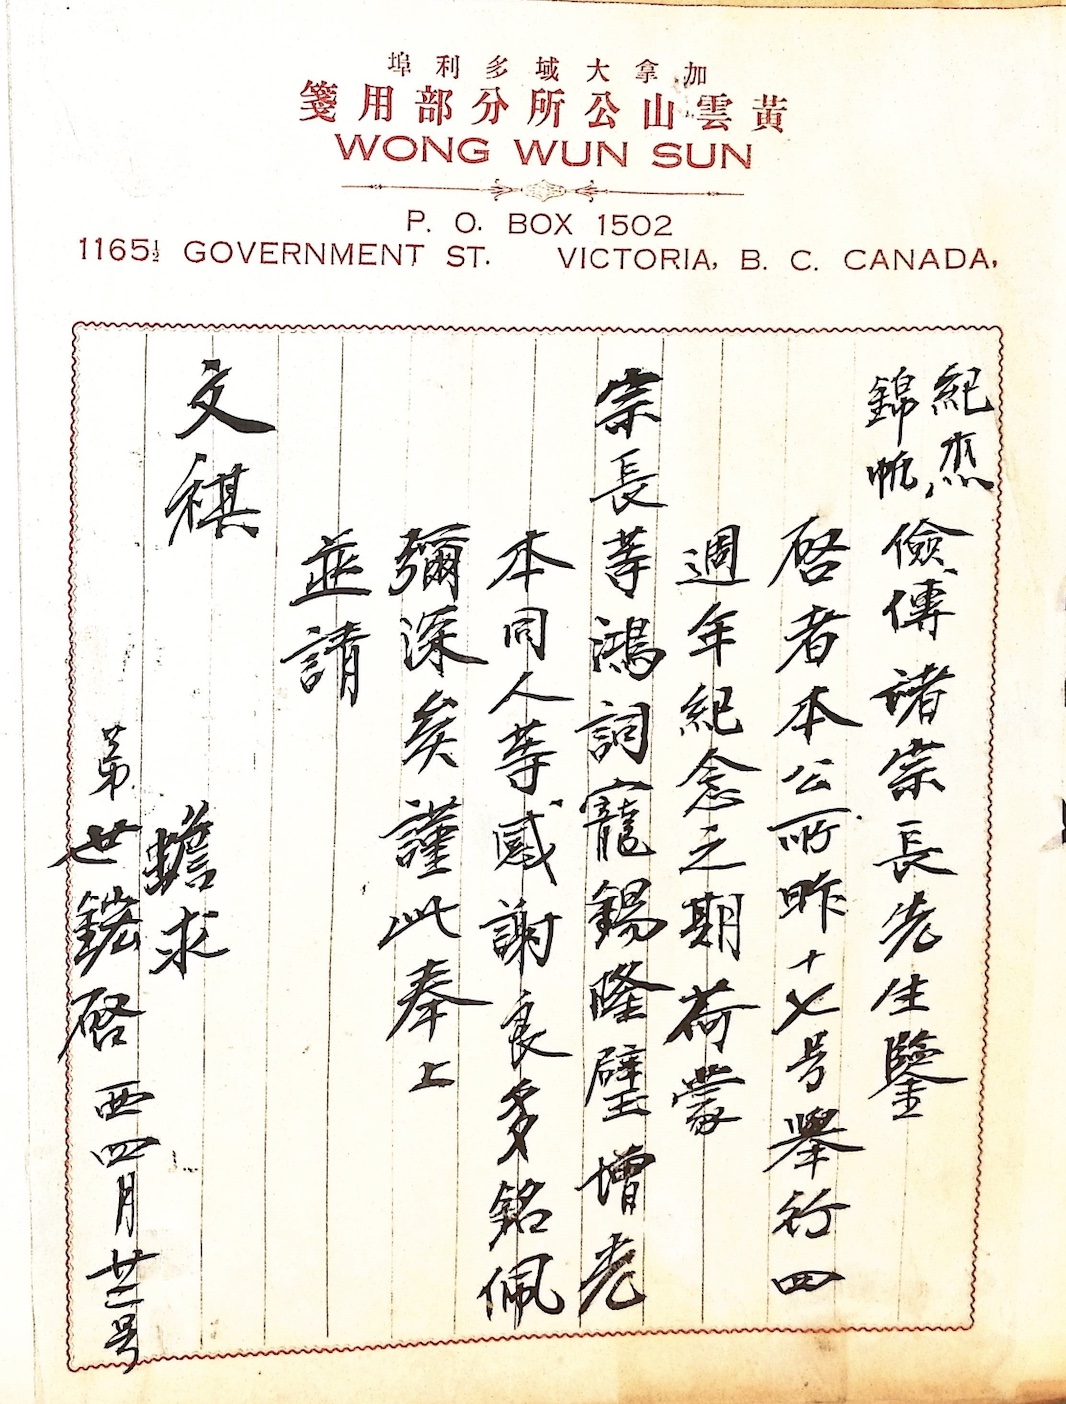 加拿大域多利埠
黃雲山公所分部用箋
WONG WUN SUN
P. O. BOX 1502
1165½ GOVERNMENT ST. VICTORIA, B. C. CANADA,
紀杰
錦帆
儉傳諸宗長先生鑒
啓者本公所昨十七号舉行四
週年紀念之期荷蒙
宗長等鴻詞寵錫隆璧增光
本同人等感謝良多銘佩
彌深矣謹此奉上
並請
文祺
蟾求
弟世鋐啓 西四月廿二号